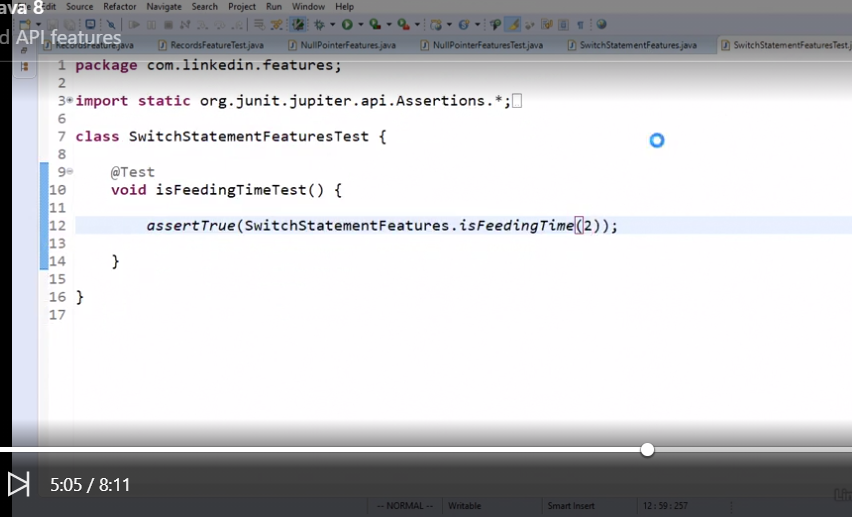 ava 8
Edit Source Refactor Navigate Search Project Run Window Help
d API features
RecordsFeature.java RecordsFeatureTest.java NullPointerFeatures.java NullPointerFeaturesTest.java SwitchStatementFeatures.java SwitchStatementFeaturesTest.j
1 package com.linkedin.features;
2
3 import static org.junit.jupiter.api.Assertions.*;
6
7 class SwitchStatementFeaturesTest {
8
9 @Test
10 void isFeedingTimeTest() {
11
12 assertTrue(SwitchStatementFeatures.isFeedingTime(2));
13
14 }
15
16 }
17
5:05 / 8:11
-- NORMAL -- Writable Smart Insert 12 : 59 : 257